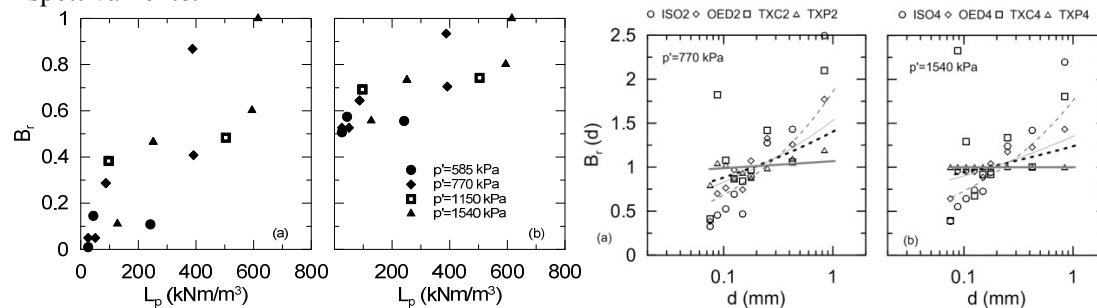 B_r
1
0.8
0.6
0.4
0.2
0
(a)
0 200 400 600 800
L_p (kNm/m³)
p'=585 kPa
p'=770 kPa
p'=1150 kPa
p'=1540 kPa
(b)
0 200 400 600 800
L_p (kNm/m³)
ISO2 OED2 TXC2 TXP2
B_r (d)
2.5
2
1.5
1
0.5
0
p'=770 kPa
(a)
0.1 1
d (mm)
ISO4 OED4 TXC4 TXP4
p'=1540 kPa
(b)
0.1 1
d (mm)